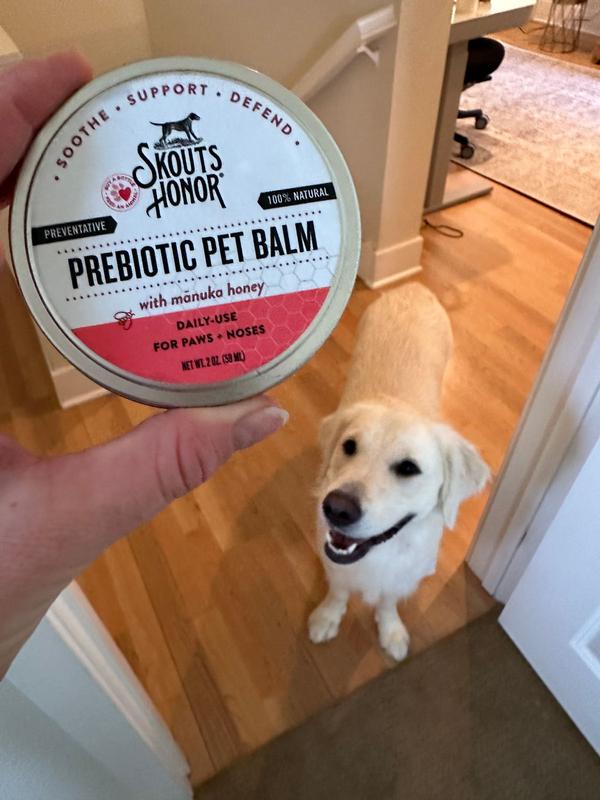 • SOOTHE • SUPPORT • DEFEND •
SKOUTS
HONOR®
100% NATURAL
PREVENTATIVE
PREBIOTIC PET BALM
with mānuka honey
DAILY-USE
FOR PAWS + NOSES
NET WT. 2 OZ. (59 ML)